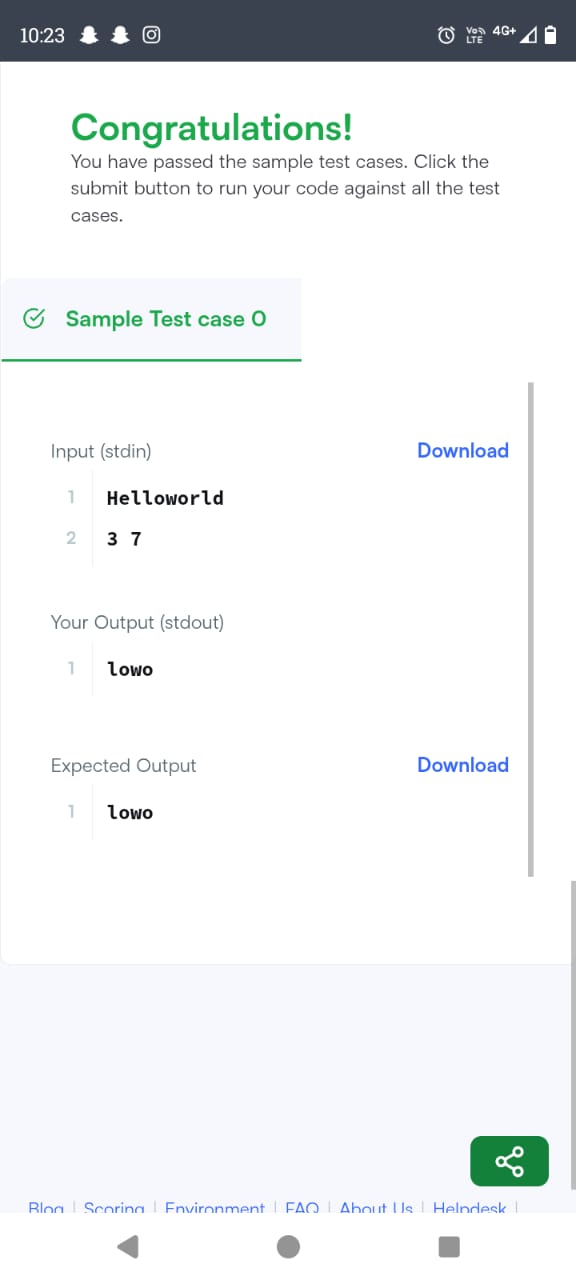 10:23 Vo LTE 4G+
Congratulations!
You have passed the sample test cases. Click the
submit button to run your code against all the test
cases.
Sample Test case 0
Input (stdin) Download
1 Helloworld
2 3 7
Your Output (stdout)
1 lowo
Expected Output Download
1 lowo
Blog | Scoring | Environment | FAQ | About Us | Helpdesk |